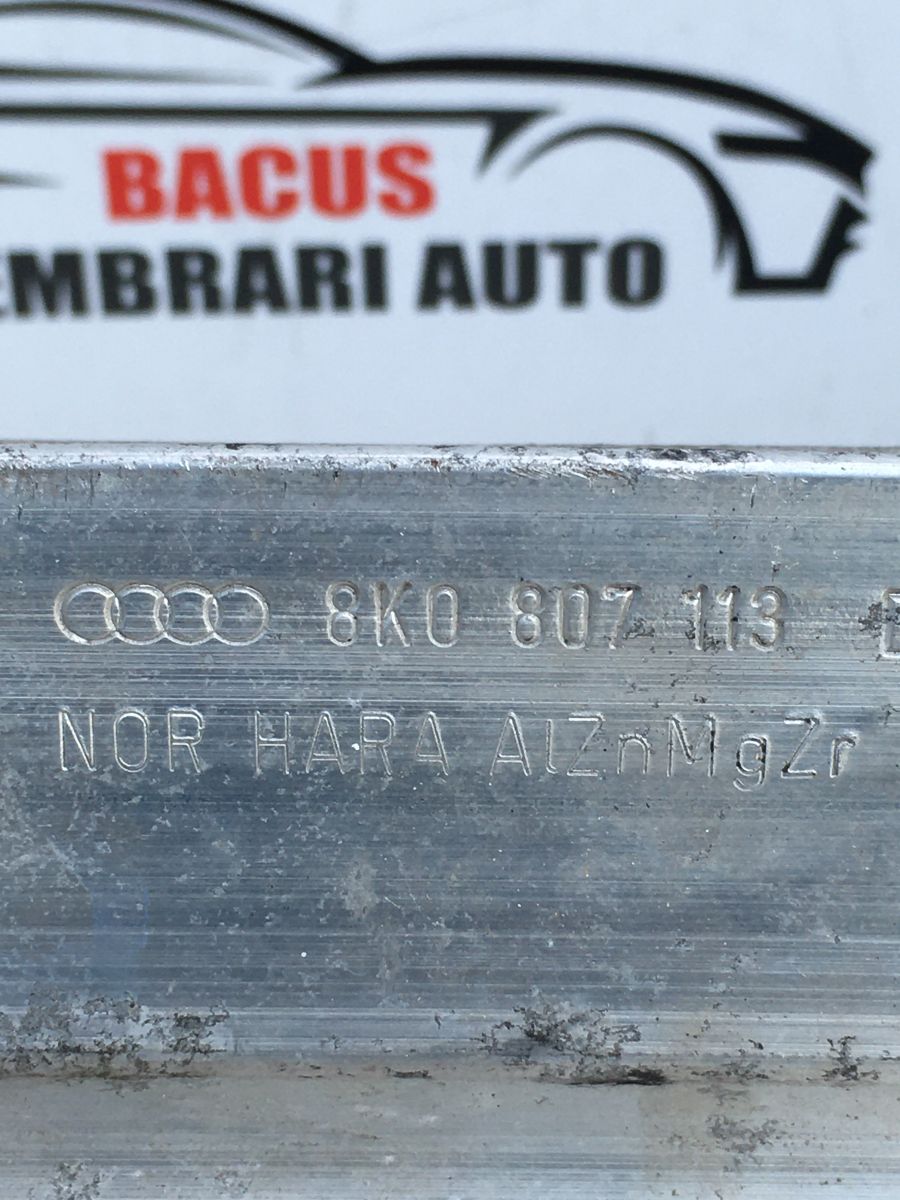 BACUS
EMBRARI AUTO
8K0 807 113
NOR HARA AlZnMgZr